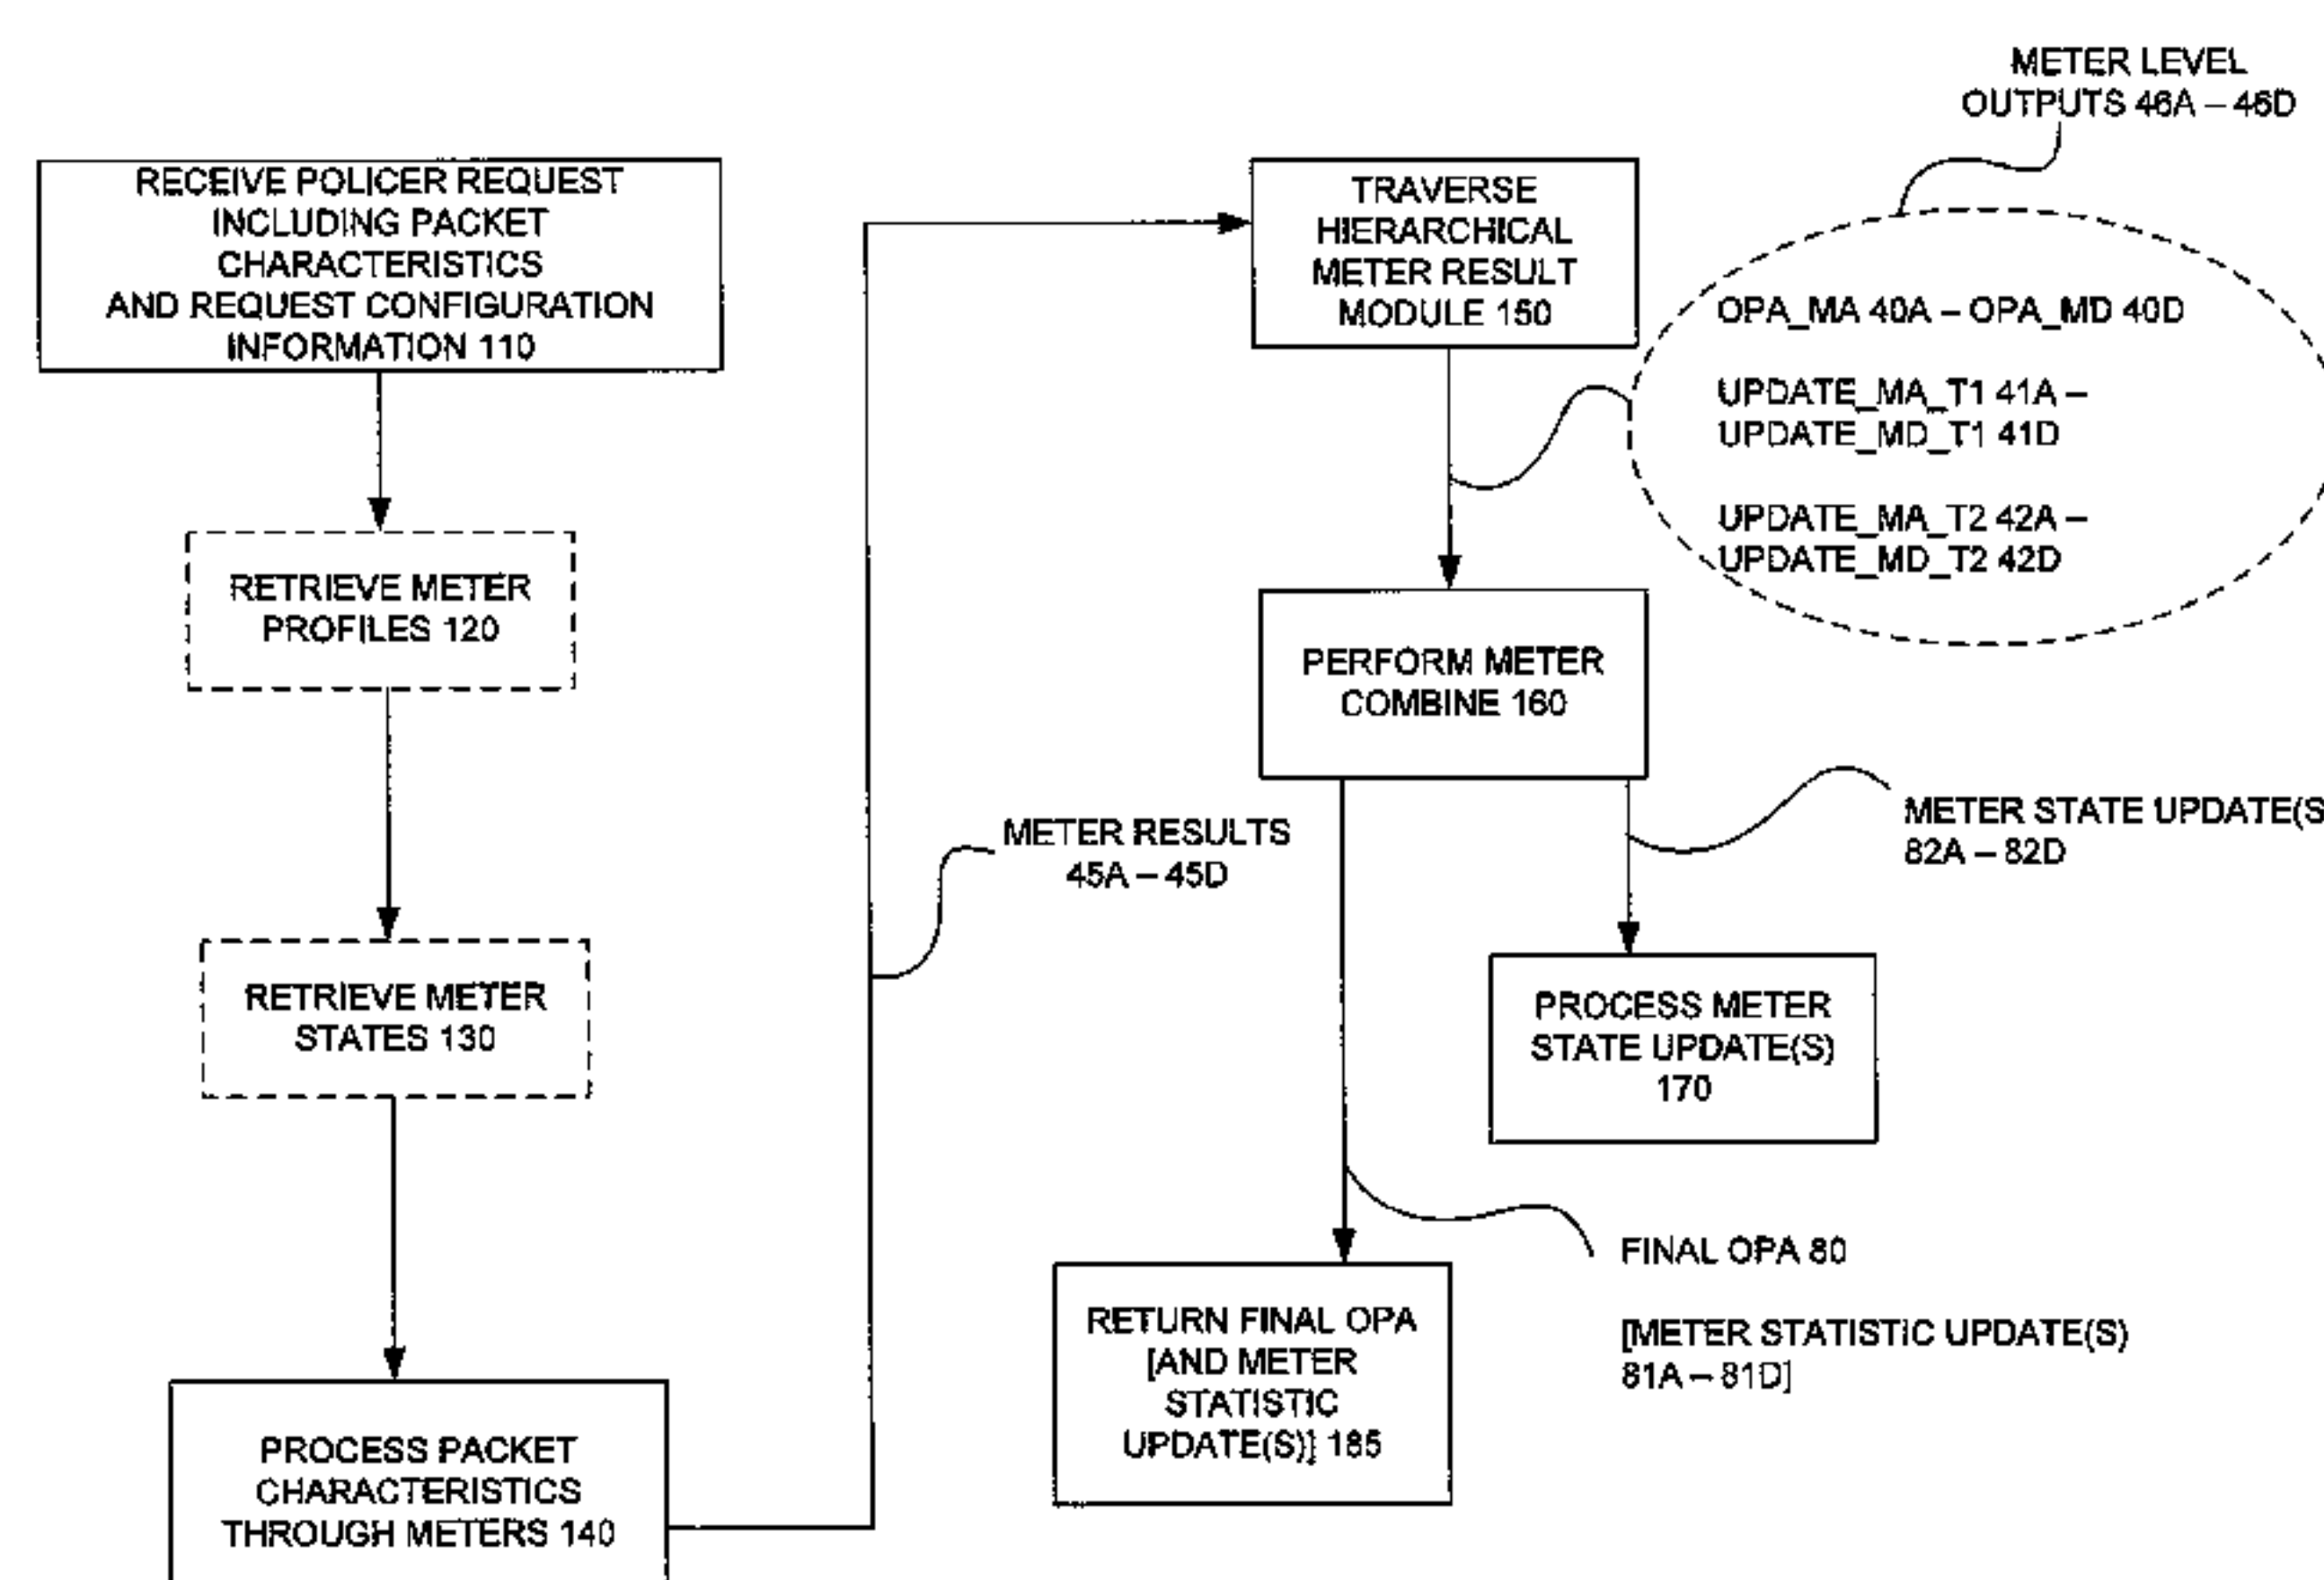 RECEIVE POLICER REQUEST
INCLUDING PACKET
CHARACTERISTICS
AND REQUEST CONFIGURATION
INFORMATION 110
RETRIEVE METER
PROFILES 120
RETRIEVE METER
STATES 130
PROCESS PACKET
CHARACTERISTICS
THROUGH METERS 140
METER RESULTS
45A – 45D
TRAVERSE
HIERARCHICAL
METER RESULT
MODULE 150
METER LEVEL
OUTPUTS 46A – 46D
OPA_MA 40A – OPA_MD 40D
UPDATE_MA_T1 41A –
UPDATE_MD_T1 41D
UPDATE_MA_T2 42A –
UPDATE_MD_T2 42D
PERFORM METER
COMBINE 160
METER STATE UPDATE(S
82A – 82D
PROCESS METER
STATE UPDATE(S)
170
FINAL OPA 80
[METER STATISTIC UPDATE(S)
81A – 81D]
RETURN FINAL OPA
[AND METER
STATISTIC
UPDATE(S)] 185